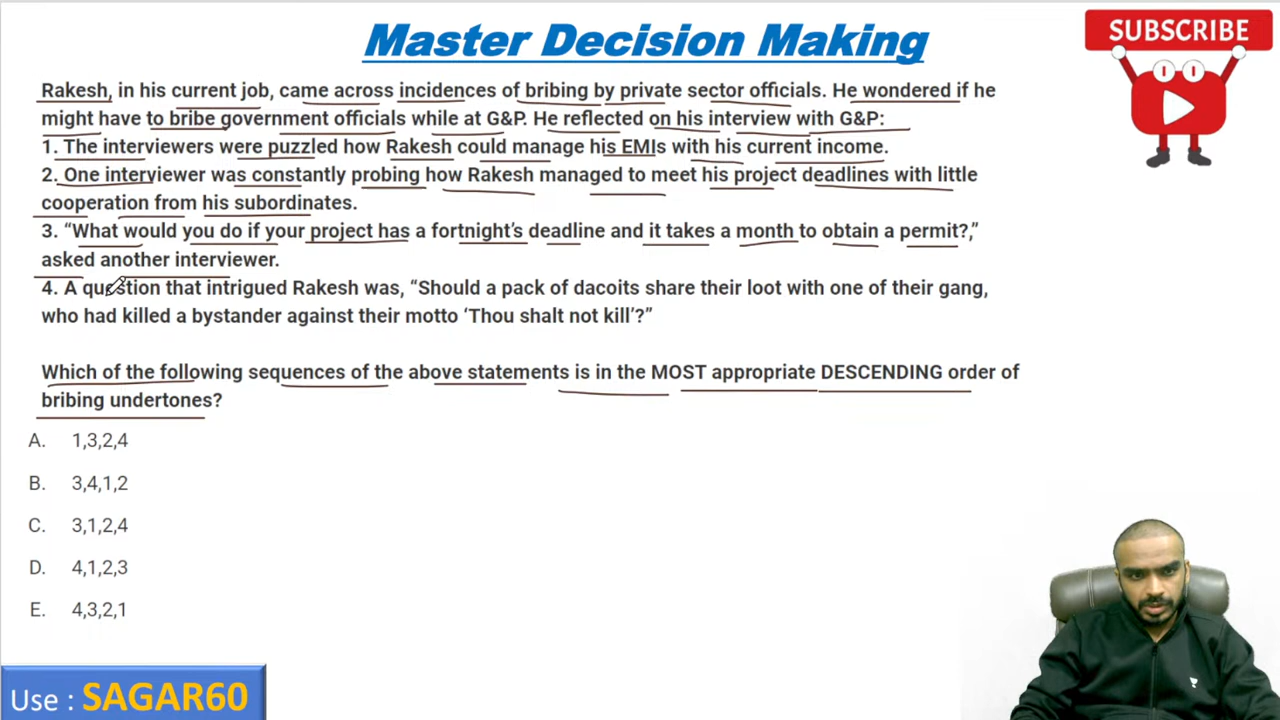 Master Decision Making
SUBSCRIBE
Rakesh, in his current job, came across incidences of bribing by private sector officials. He wondered if he
might have to bribe government officials while at G&P. He reflected on his interview with G&P:
1. The interviewers were puzzled how Rakesh could manage his EMIs with his current income.
2. One interviewer was constantly probing how Rakesh managed to meet his project deadlines with little
cooperation from his subordinates.
3. “What would you do if your project has a fortnight’s deadline and it takes a month to obtain a permit?,”
asked another interviewer.
4. A question that intrigued Rakesh was, “Should a pack of dacoits share their loot with one of their gang,
who had killed a bystander against their motto ‘Thou shalt not kill’?”
Which of the following sequences of the above statements is in the MOST appropriate DESCENDING order of
bribing undertones?
A. 1,3,2,4
B. 3,4,1,2
C. 3,1,2,4
D. 4,1,2,3
E. 4,3,2,1
Use : SAGAR60